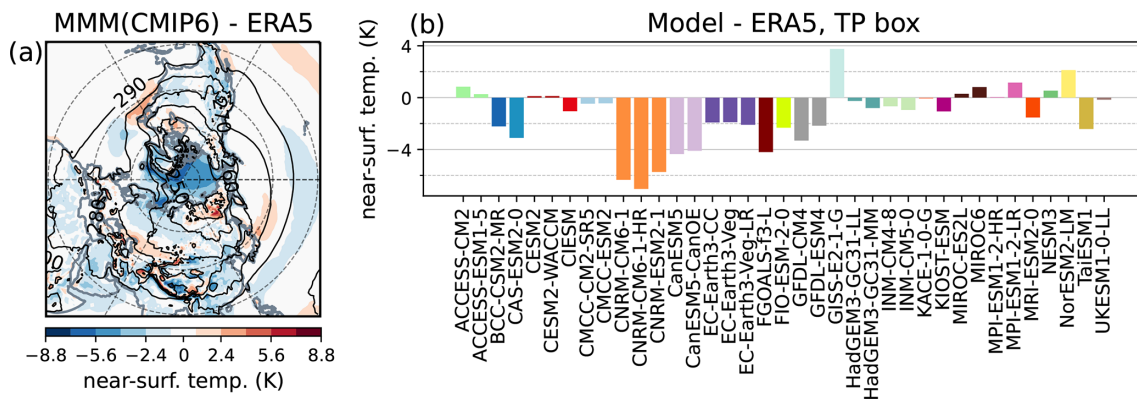 MMM(CMIP6) - ERA5
(a)
290
270
260
−8.8 −5.6 −2.4 0 2.4 5.6 8.8
near-surf. temp. (K)
(b)
Model - ERA5, TP box
near-surf. temp. (K)
4
0
−4
ACCESS-CM2
ACCESS-ESM1-5
BCC-CSM2-MR
CAS-ESM2-0
CESM2
CESM2-WACCM
CIESM
CMCC-CM2-SR5
CMCC-ESM2
CNRM-CM6-1
CNRM-CM6-1-HR
CNRM-ESM2-1
CanESM5
CanESM5-CanOE
EC-Earth3-CC
EC-Earth3-Veg
EC-Earth3-Veg-LR
FGOALS-f3-L
FIO-ESM-2-0
GFDL-CM4
GFDL-ESM4
GISS-E2-1-G
HadGEM3-GC31-LL
HadGEM3-GC31-MM
INM-CM4-8
INM-CM5-0
KACE-1-0-G
KIOST-ESM
MIROC-ES2L
MIROC6
MPI-ESM1-2-HR
MPI-ESM1-2-LR
MRI-ESM2-0
NESM3
NorESM2-LM
TaiESM1
UKESM1-0-LL